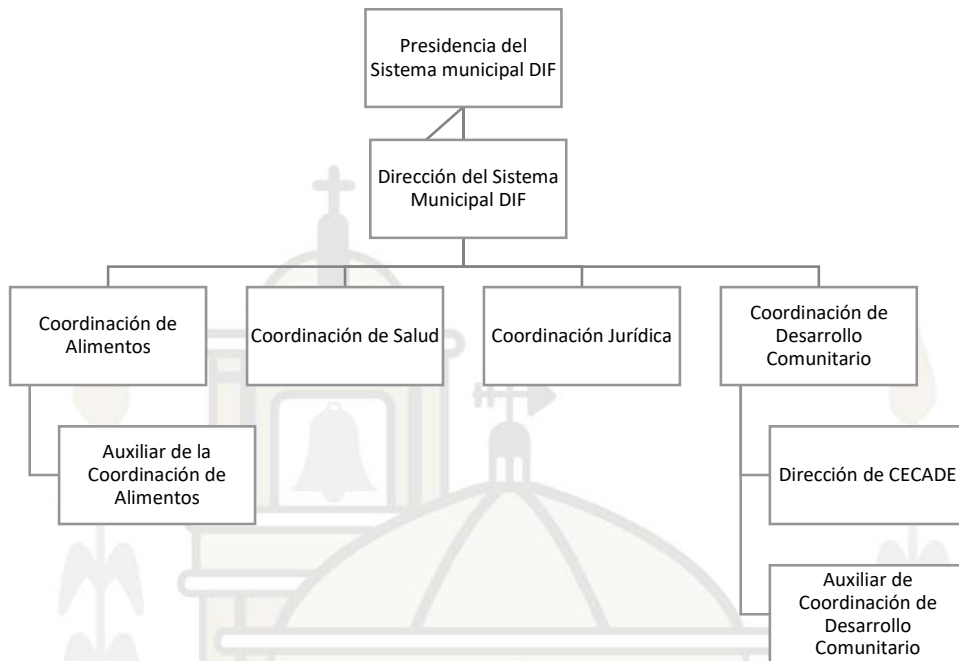 Presidencia del
Sistema municipal DIF
Dirección del Sistema
Municipal DIF
Coordinación de
Alimentos
Coordinación de Salud
Coordinación Jurídica
Coordinación de
Desarrollo
Comunitario
Auxiliar de la
Coordinación de
Alimentos
Dirección de CECADE
Auxiliar de
Coordinación de
Desarrollo
Comunitario